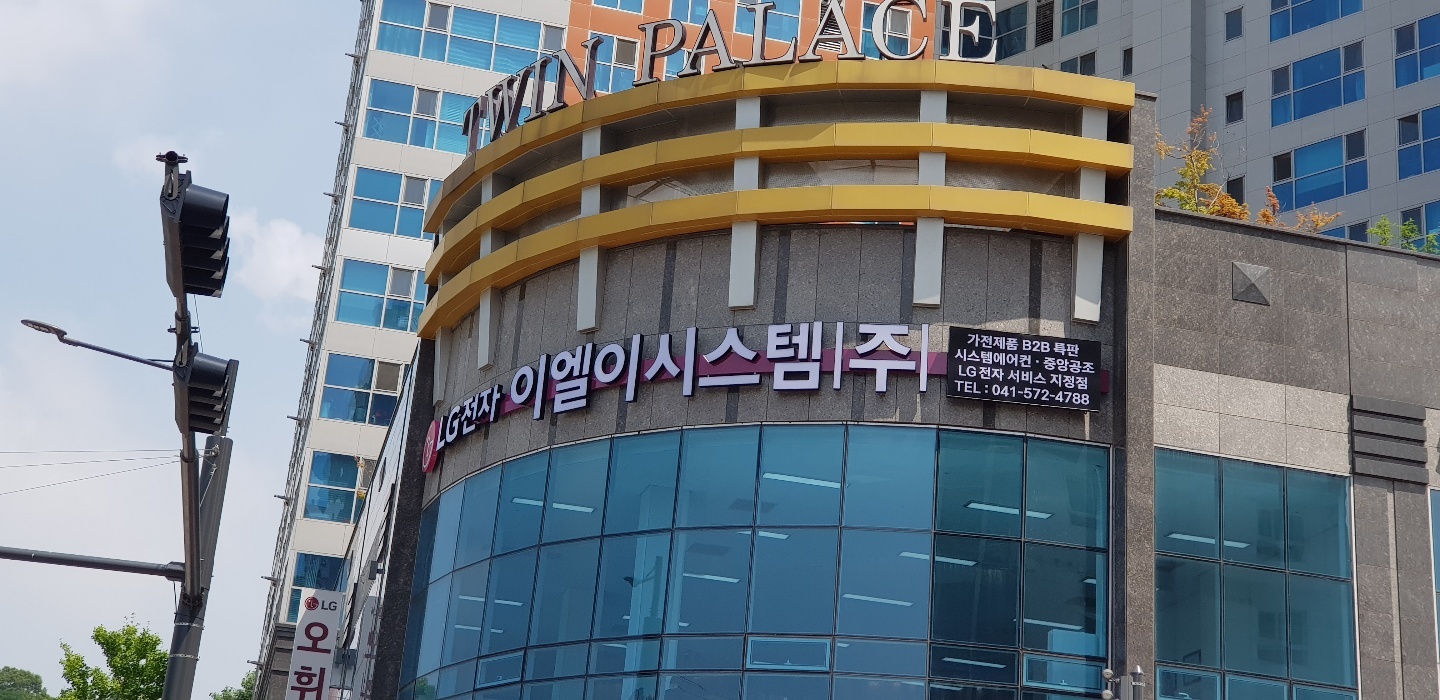 TWIN PALACE
LG전자 이엘이시스템|주|
가전제품 B2B 특판
시스템에어컨 · 중앙공조
LG전자 서비스 지정점
TEL : 041-572-4788
LG
오
휘